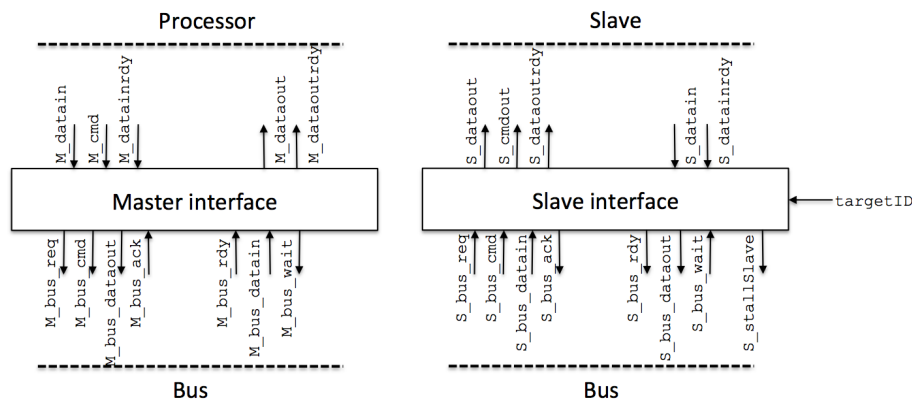 Processor
M_datain
M_cmd
M_datainrdy
M_dataout
M_dataoutrdy
Master interface
M_bus_req
M_bus_cmd
M_bus_dataout
M_bus_ack
M_bus_rdy
M_bus_datain
M_bus_wait
Bus
Slave
S_dataout
S_cmdout
S_dataoutrdy
S_datain
S_datainrdy
Slave interface
targetID
S_bus_req
S_bus_cmd
S_bus_datain
S_bus_ack
S_bus_rdy
S_bus_dataout
S_bus_wait
S_stallSlave
Bus